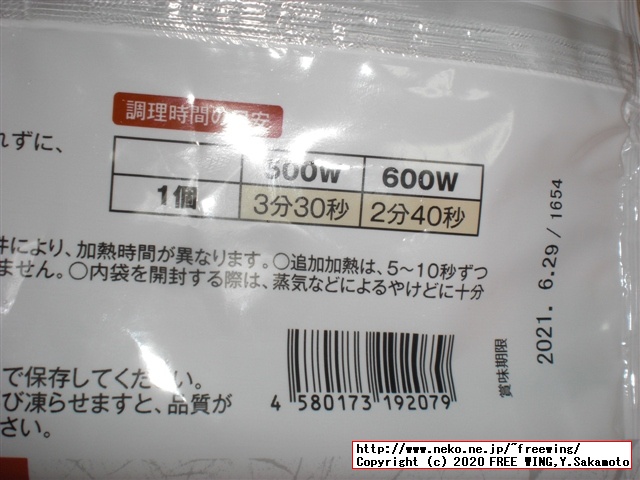 調理時間の目安
れずに、
500W 600W
1個 3分30秒 2分40秒
件により、加熱時間が異なります。○追加加熱は、5~10秒ずつ
ません。○内袋を開封する際は、蒸気などによるやけどに十分
賞味期限 2021. 6.29/1654
で保存してください。
び凍らせますと、品質が
さい。
4 580173 192079
http://www.neko.ne.jp/~freewing/
Copyright (c) 2020 FREE WING,Y.Sakamoto